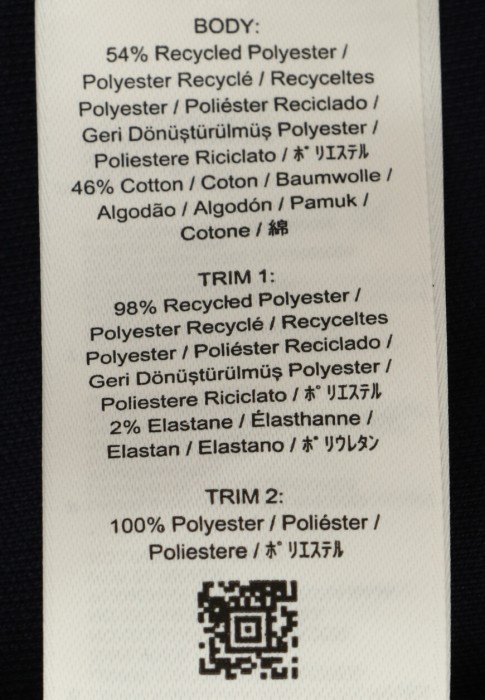 BODY:
54% Recycled Polyester /
Polyester Recyclé / Recyceltes
Polyester / Poliéster Reciclado /
Geri Dönüştürülmüş Polyester /
Poliestere Riciclato / ﾎﾟﾘｴｽﾃﾙ
46% Cotton / Coton / Baumwolle /
Algodão / Algodón / Pamuk /
Cotone / 綿
TRIM 1:
98% Recycled Polyester /
Polyester Recyclé / Recyceltes
Polyester / Poliéster Reciclado /
Geri Dönüştürülmüş Polyester /
Poliestere Riciclato / ﾎﾟﾘｴｽﾃﾙ
2% Elastane / Élasthanne /
Elastan / Elastano / ﾎﾟﾘｳﾚﾀﾝ
TRIM 2:
100% Polyester / Poliéster /
Poliestere / ﾎﾟﾘｴｽﾃﾙ